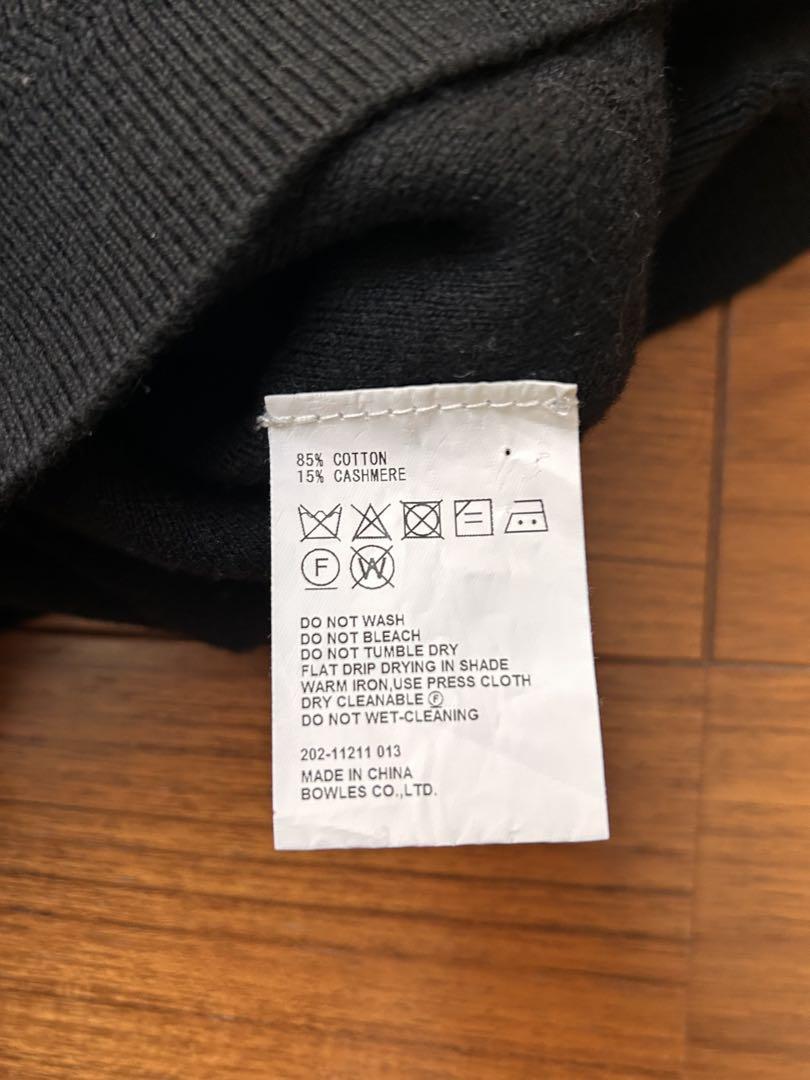 85% COTTON
15% CASHMERE
F W
DO NOT WASH
DO NOT BLEACH
DO NOT TUMBLE DRY
FLAT DRIP DRYING IN SHADE
WARM IRON,USE PRESS CLOTH
DRY CLEANABLE Ⓕ
DO NOT WET-CLEANING
202-11211 013
MADE IN CHINA
BOWLES CO.,LTD.